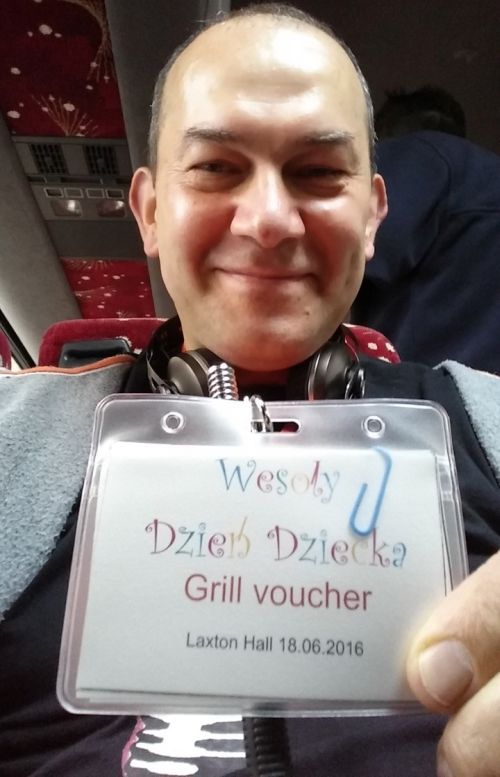 Wesoły
Dzień Dziecka
Grill voucher
Laxton Hall 18.06.2016